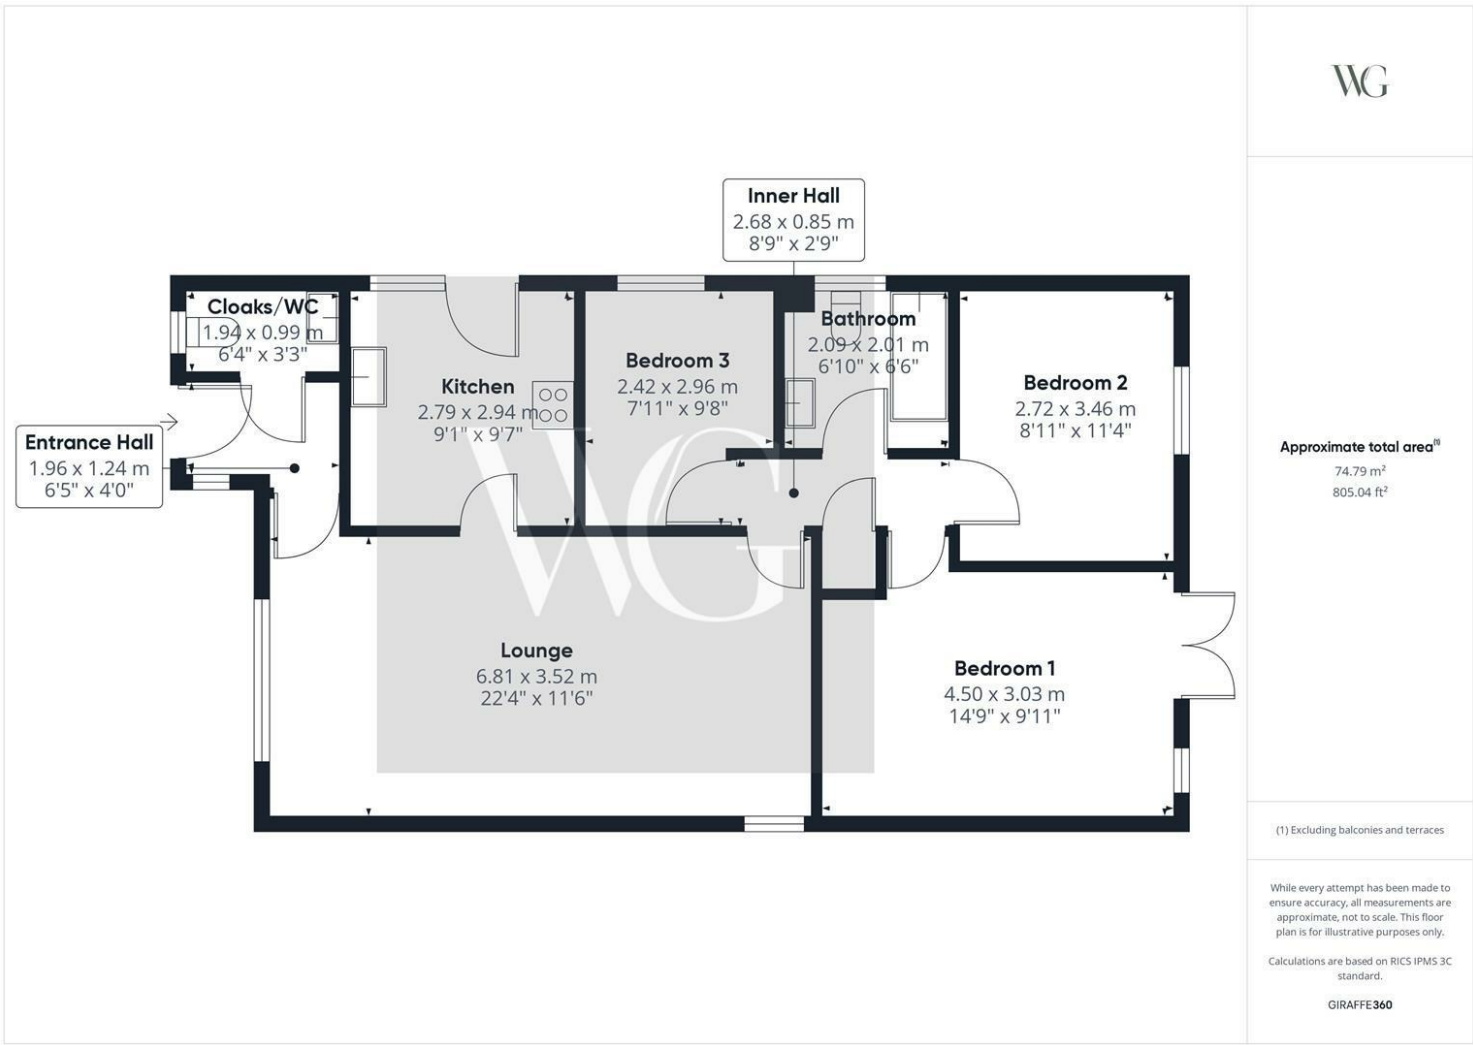 WG
Inner Hall
2.68 x 0.85 m
8'9" x 2'9"
Cloaks/WC
1.94 x 0.99 m
6'4" x 3'3"
Bathroom
2.09 x 2.01 m
6'10" x 6'6"
Kitchen
2.79 x 2.94 m
9'1" x 9'7"
Bedroom 3
2.42 x 2.96 m
7'11" x 9'8"
Bedroom 2
2.72 x 3.46 m
8'11" x 11'4"
Entrance Hall
1.96 x 1.24 m
6'5" x 4'0"
WG
Lounge
6.81 x 3.52 m
22'4" x 11'6"
Bedroom 1
4.50 x 3.03 m
14'9" x 9'11"
Approximate total area(1)
74.79 m²
805.04 ft²
(1) Excluding balconies and terraces
While every attempt has been made to
ensure accuracy, all measurements are
approximate, not to scale. This floor
plan is for illustrative purposes only.
Calculations are based on RICS IPMS 3C
standard.
GIRAFFE360